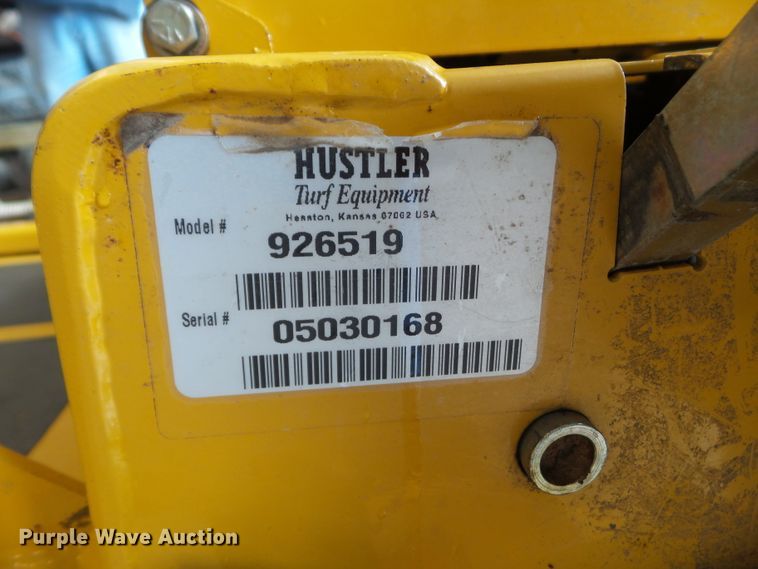 HUSTLER
Turf Equipment
Hesston, Kansas 67062 USA
Model # 926519
Serial # 05030168
Purple Wave Auction